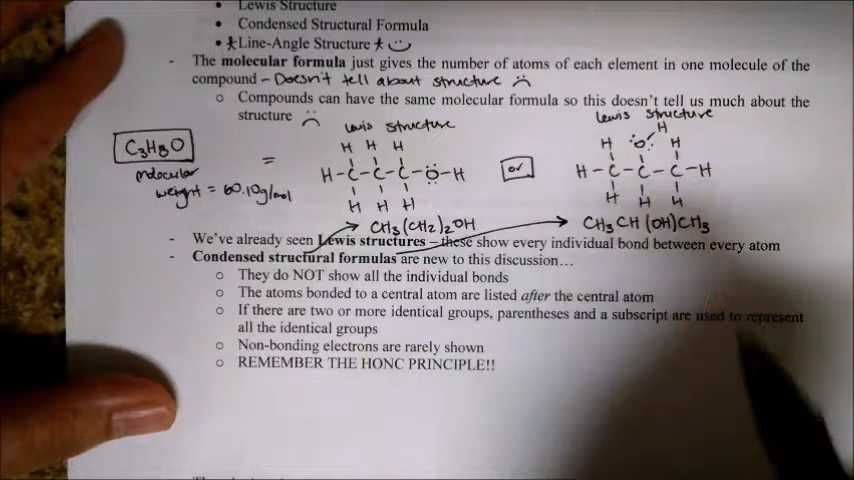 • Lewis Structure
• Condensed Structural Formula
• Line-Angle Structure
- The molecular formula just gives the number of atoms of each element in one molecule of the
compound - Doesn't tell about structure
o Compounds can have the same molecular formula so this doesn't tell us much about the
structure
Lewis structure
Lewis structure
C3H8O
molecular
weight = 60.10g/mol
=
H H H
H-C-C-C-O-H
H H H
or
H
H O H
H-C-C-C-H
H H H
CH3(CH2)2OH
CH3CH(OH)CH3
- We've already seen Lewis structures – these show every individual bond between every atom
- Condensed structural formulas are new to this discussion…
o They do NOT show all the individual bonds
o The atoms bonded to a central atom are listed after the central atom
o If there are two or more identical groups, parentheses and a subscript are used to represent
all the identical groups
o Non-bonding electrons are rarely shown
o REMEMBER THE HONC PRINCIPLE!!